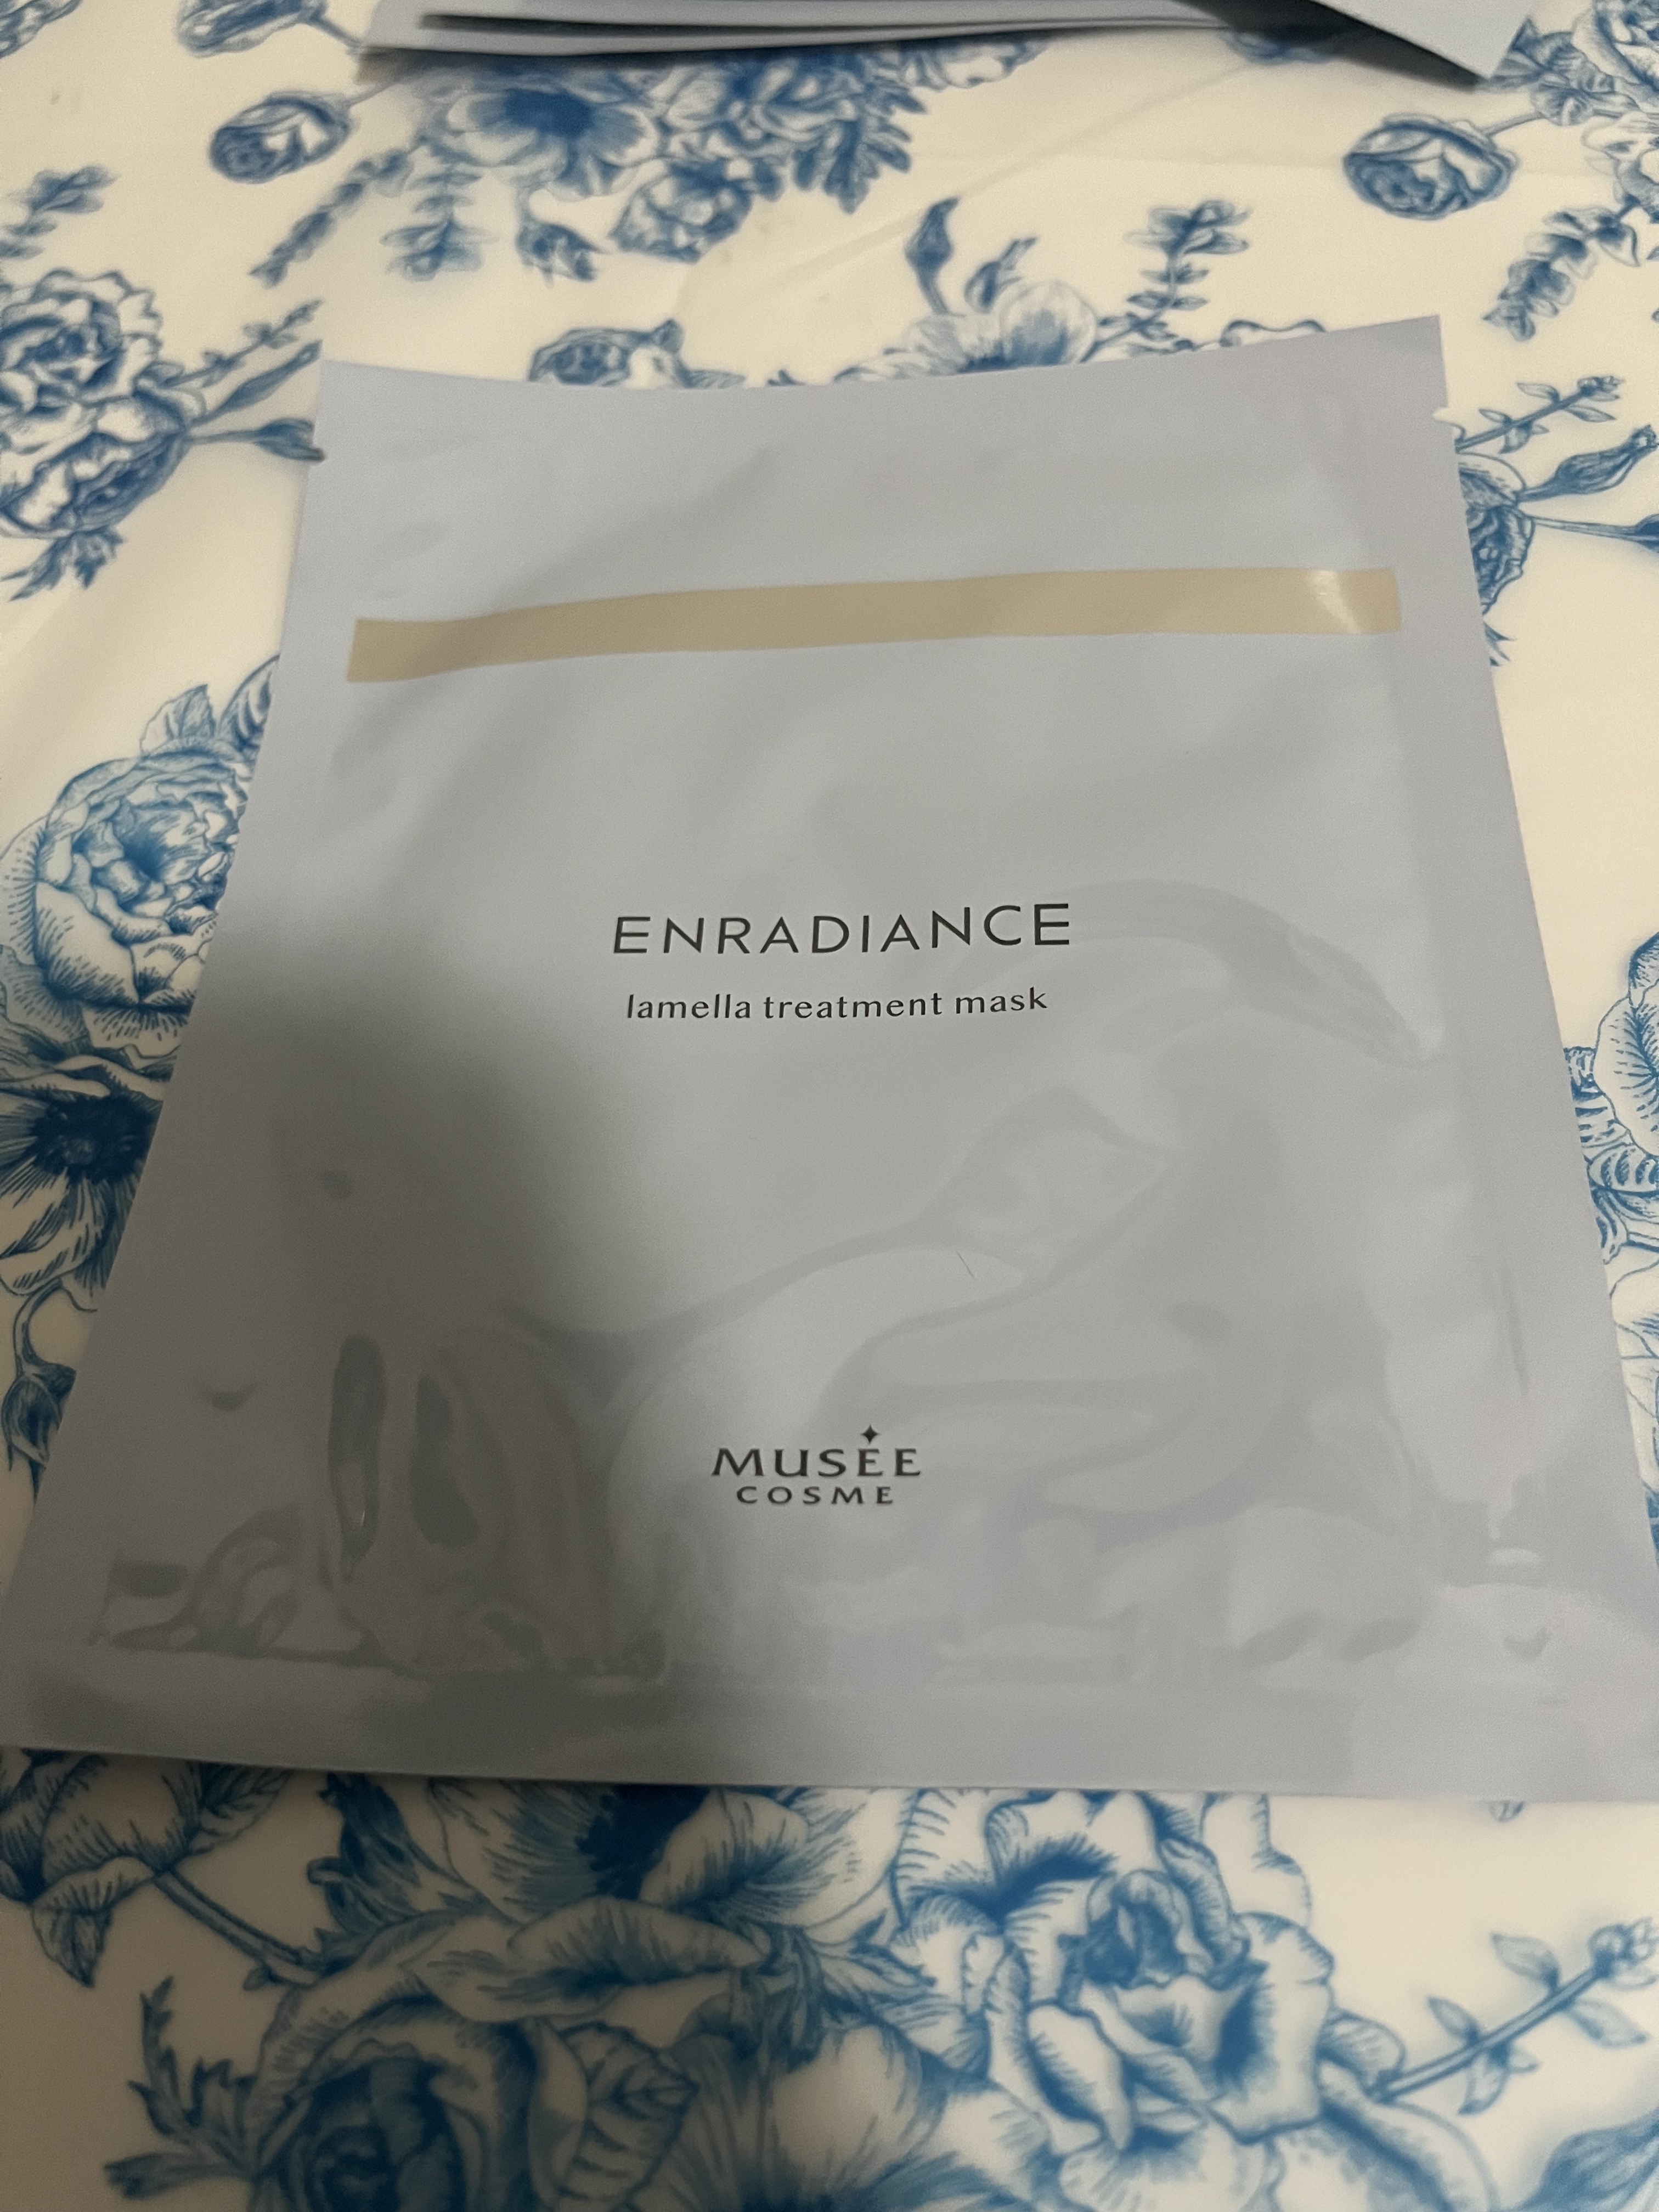 ENRADIANCE
lamella treatment mask
MUSÉE
COSME